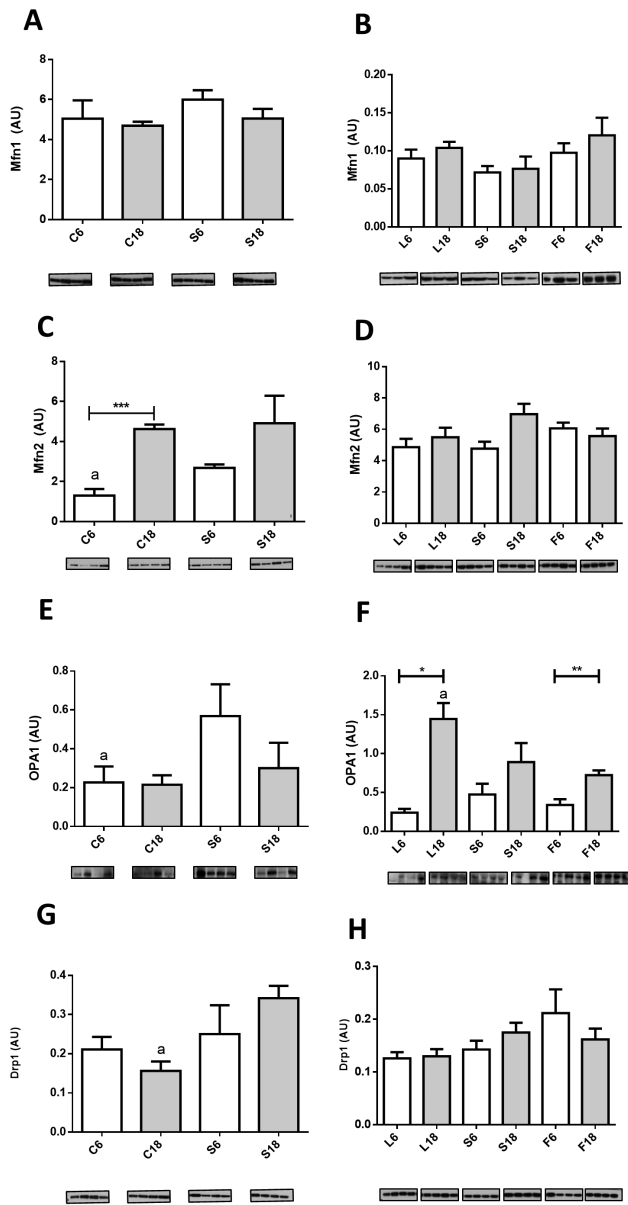 A
Mfn1 (AU)
8
6
4
2
0
C6 C18 S6 S18
B
Mfn1 (AU)
0.20
0.15
0.10
0.05
0.00
L6 L18 S6 S18 F6 F18
C
Mfn2 (AU)
8
6
4
2
0
***
a
C6 C18 S6 S18
D
Mfn2 (AU)
10
8
6
4
2
0
L6 L18 S6 S18 F6 F18
E
OPA1 (AU)
0.8
0.6
0.4
0.2
0.0
a
C6 C18 S6 S18
F
OPA1 (AU)
2.0
1.5
1.0
0.5
0.0
* **
a
L6 L18 S6 S18 F6 F18
G
Drp1 (AU)
0.4
0.3
0.2
0.1
0.0
a
C6 C18 S6 S18
H
Drp1 (AU)
0.3
0.2
0.1
0.0
L6 L18 S6 S18 F6 F18